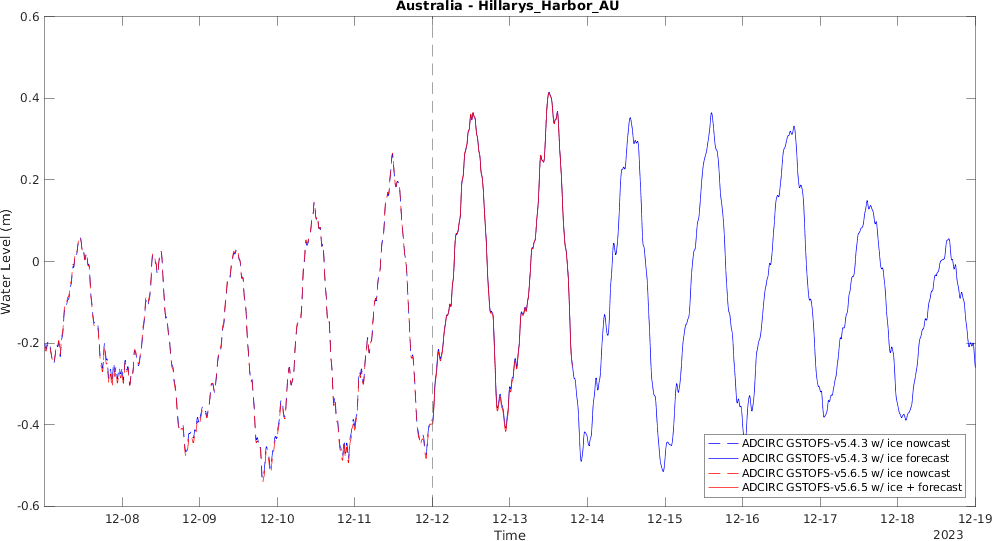 Australia - Hillarys_Harbor_AU
0.6
0.4
0.2
0
-0.2
-0.4
-0.6
Water Level (m)
12-08
12-09
12-10
12-11
12-12
12-13
12-14
12-15
12-16
12-17
12-18
12-19
Time
2023
ADCIRC GSTOFS-v5.4.3 w/ ice nowcast
ADCIRC GSTOFS-v5.4.3 w/ ice forecast
ADCIRC GSTOFS-v5.6.5 w/ ice nowcast
ADCIRC GSTOFS-v5.6.5 w/ ice + forecast